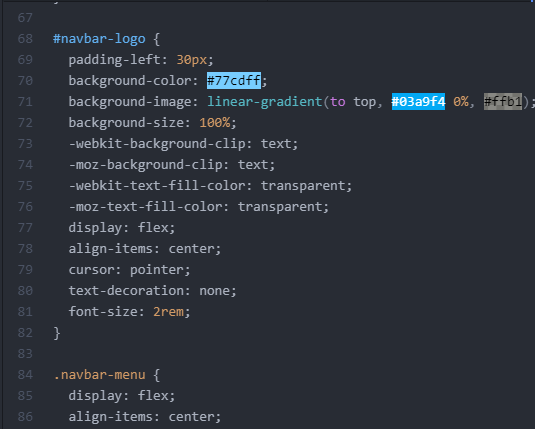 67
68 #navbar-logo {
69 padding-left: 30px;
70 background-color: #77cdff;
71 background-image: linear-gradient(to top, #03a9f4 0%, #ffb1);
72 background-size: 100%;
73 -webkit-background-clip: text;
74 -moz-background-clip: text;
75 -webkit-text-fill-color: transparent;
76 -moz-text-fill-color: transparent;
77 display: flex;
78 align-items: center;
79 cursor: pointer;
80 text-decoration: none;
81 font-size: 2rem;
82 }
83
84 .navbar-menu {
85 display: flex;
86 align-items: center;